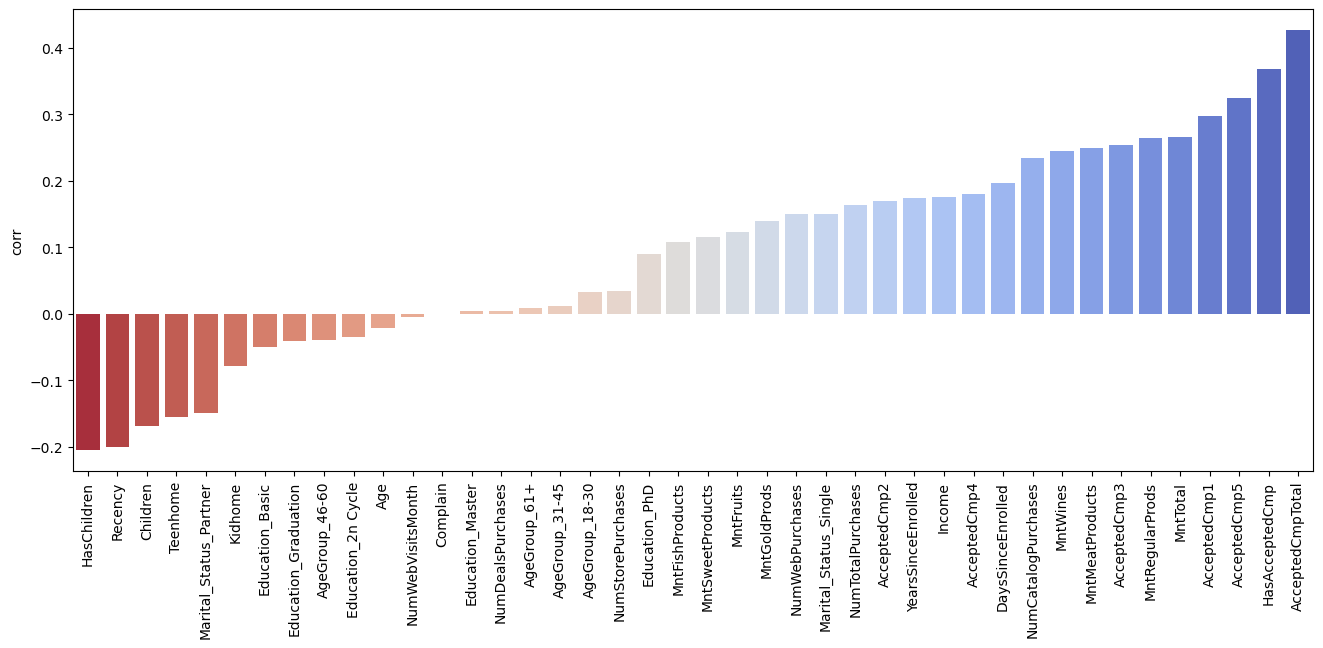 corr
0.4
0.3
0.2
0.1
0.0
−0.1
−0.2
HasChildren
Recency
Children
Teenhome
Marital_Status_Partner
Kidhome
Education_Basic
Education_Graduation
AgeGroup_46-60
Education_2n Cycle
Age
NumWebVisitsMonth
Complain
Education_Master
NumDealsPurchases
AgeGroup_61+
AgeGroup_31-45
AgeGroup_18-30
NumStorePurchases
Education_PhD
MntFishProducts
MntSweetProducts
MntFruits
MntGoldProds
NumWebPurchases
Marital_Status_Single
NumTotalPurchases
AcceptedCmp2
YearsSinceEnrolled
Income
AcceptedCmp4
DaysSinceEnrolled
NumCatalogPurchases
MntWines
MntMeatProducts
AcceptedCmp3
MntRegularProds
MntTotal
AcceptedCmp1
AcceptedCmp5
HasAcceptedCmp
AcceptedCmpTotal